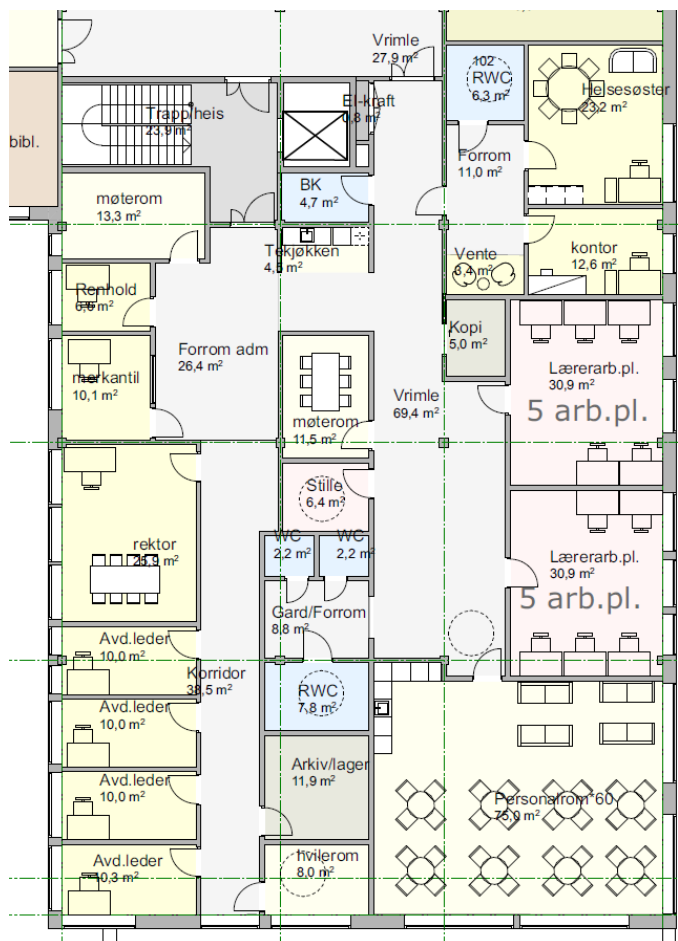 Vrimle
27,9 m²
102
RWC
6,3 m²
Helsesøster
23,2 m²
El-kraft
0,8 m²
Trapp/heis
23,9 m²
bibl.
Forrom
11,0 m²
BK
4,7 m²
møterom
13,3 m²
Tekjøkken
Vente
3,4 m²
kontor
12,6 m²
Renhold
Kopi
5,0 m²
Forrom adm
26,4 m²
merkantil
10,1 m²
Lærerarb.pl.
30,9 m²
5 arb.pl.
Vrimle
69,4 m²
møterom
11,5 m²
Stille
6,4 m²
rektor
25,9 m²
WC
2,2 m²
WC
2,2 m²
Lærerarb.pl.
30,9 m²
5 arb.pl.
Gard/Forrom
8,8 m²
Avd.leder
10,0 m²
Korridor
38,5 m²
RWC
7,8 m²
Avd.leder
10,0 m²
Arkiv/lager
11,9 m²
Avd.leder
10,0 m²
Personalrom*60
75,0 m²
Avd.leder
10,3 m²
hvilerom
8,0 m²